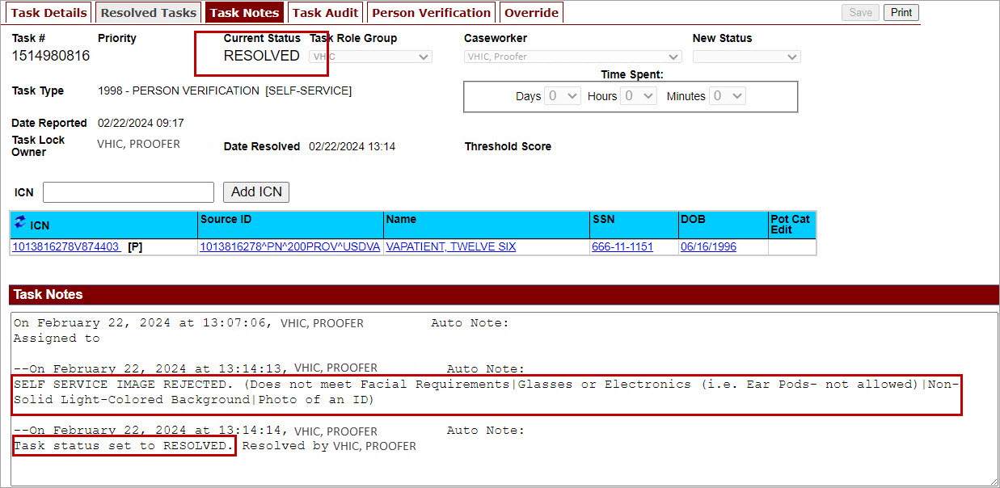 Task Details Resolved Tasks Task Notes Task Audit Person Verification Override Save Print
Task # Priority Current Status Task Role Group Caseworker New Status
1514980816 RESOLVED VHIC VHIC, Proofer
Time Spent:
Task Type 1998 - PERSON VERIFICATION [SELF-SERVICE] Days 0 Hours 0 Minutes 0
Date Reported 02/22/2024 09:17
Task Lock
Owner VHIC, PROOFER Date Resolved 02/22/2024 13:14 Threshold Score
ICN Add ICN
ICN Source ID Name SSN DOB Pot Cat
Edit
1013816278V874403 [P] 1013816278^PN^200PROV^USDVA VAPATIENT, TWELVE SIX 666-11-1151 06/16/1996
Task Notes
On February 22, 2024 at 13:07:06, VHIC, PROOFER Auto Note:
Assigned to
--On February 22, 2024 at 13:14:13, VHIC, PROOFER Auto Note:
SELF SERVICE IMAGE REJECTED. (Does not meet Facial Requirements|Glasses or Electronics (i.e. Ear Pods- not allowed)|Non-
Solid Light-Colored Background|Photo of an ID)
--On February 22, 2024 at 13:14:14, VHIC, PROOFER Auto Note:
Task status set to RESOLVED. Resolved by VHIC, PROOFER